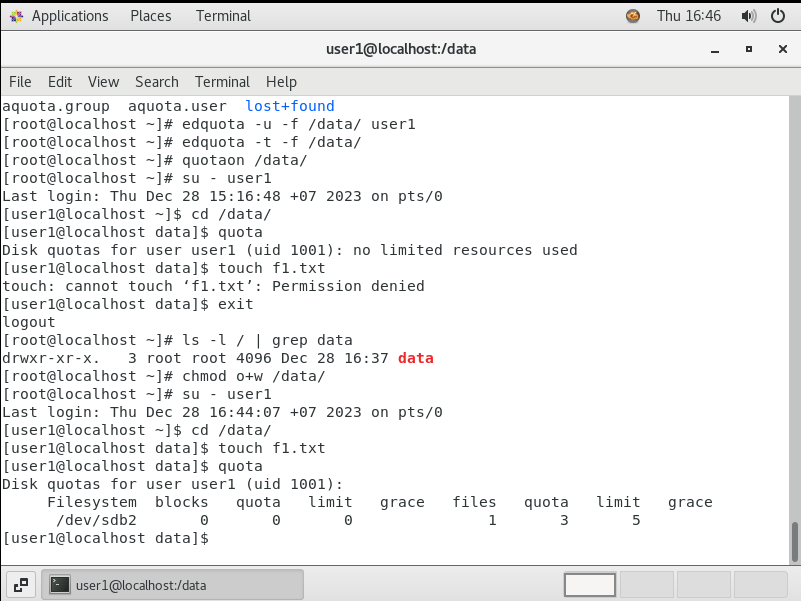 Applications Places Terminal Thu 16:46
user1@localhost:/data
File Edit View Search Terminal Help
aquota.group  aquota.user  lost+found
[root@localhost ~]# edquota -u -f /data/ user1
[root@localhost ~]# edquota -t -f /data/
[root@localhost ~]# quotaon /data/
[root@localhost ~]# su - user1
Last login: Thu Dec 28 15:16:48 +07 2023 on pts/0
[user1@localhost ~]$ cd /data/
[user1@localhost data]$ quota
Disk quotas for user user1 (uid 1001): no limited resources used
[user1@localhost data]$ touch f1.txt
touch: cannot touch ‘f1.txt’: Permission denied
[user1@localhost data]$ exit
logout
[root@localhost ~]# ls -l / | grep data
drwxr-xr-x.   3 root root 4096 Dec 28 16:37 data
[root@localhost ~]# chmod o+w /data/
[root@localhost ~]# su - user1
Last login: Thu Dec 28 16:44:07 +07 2023 on pts/0
[user1@localhost ~]$ cd /data/
[user1@localhost data]$ touch f1.txt
[user1@localhost data]$ quota
Disk quotas for user user1 (uid 1001):
     Filesystem  blocks   quota   limit   grace   files   quota   limit   grace
      /dev/sdb2       0       0       0               1       3       5
[user1@localhost data]$
user1@localhost:/data